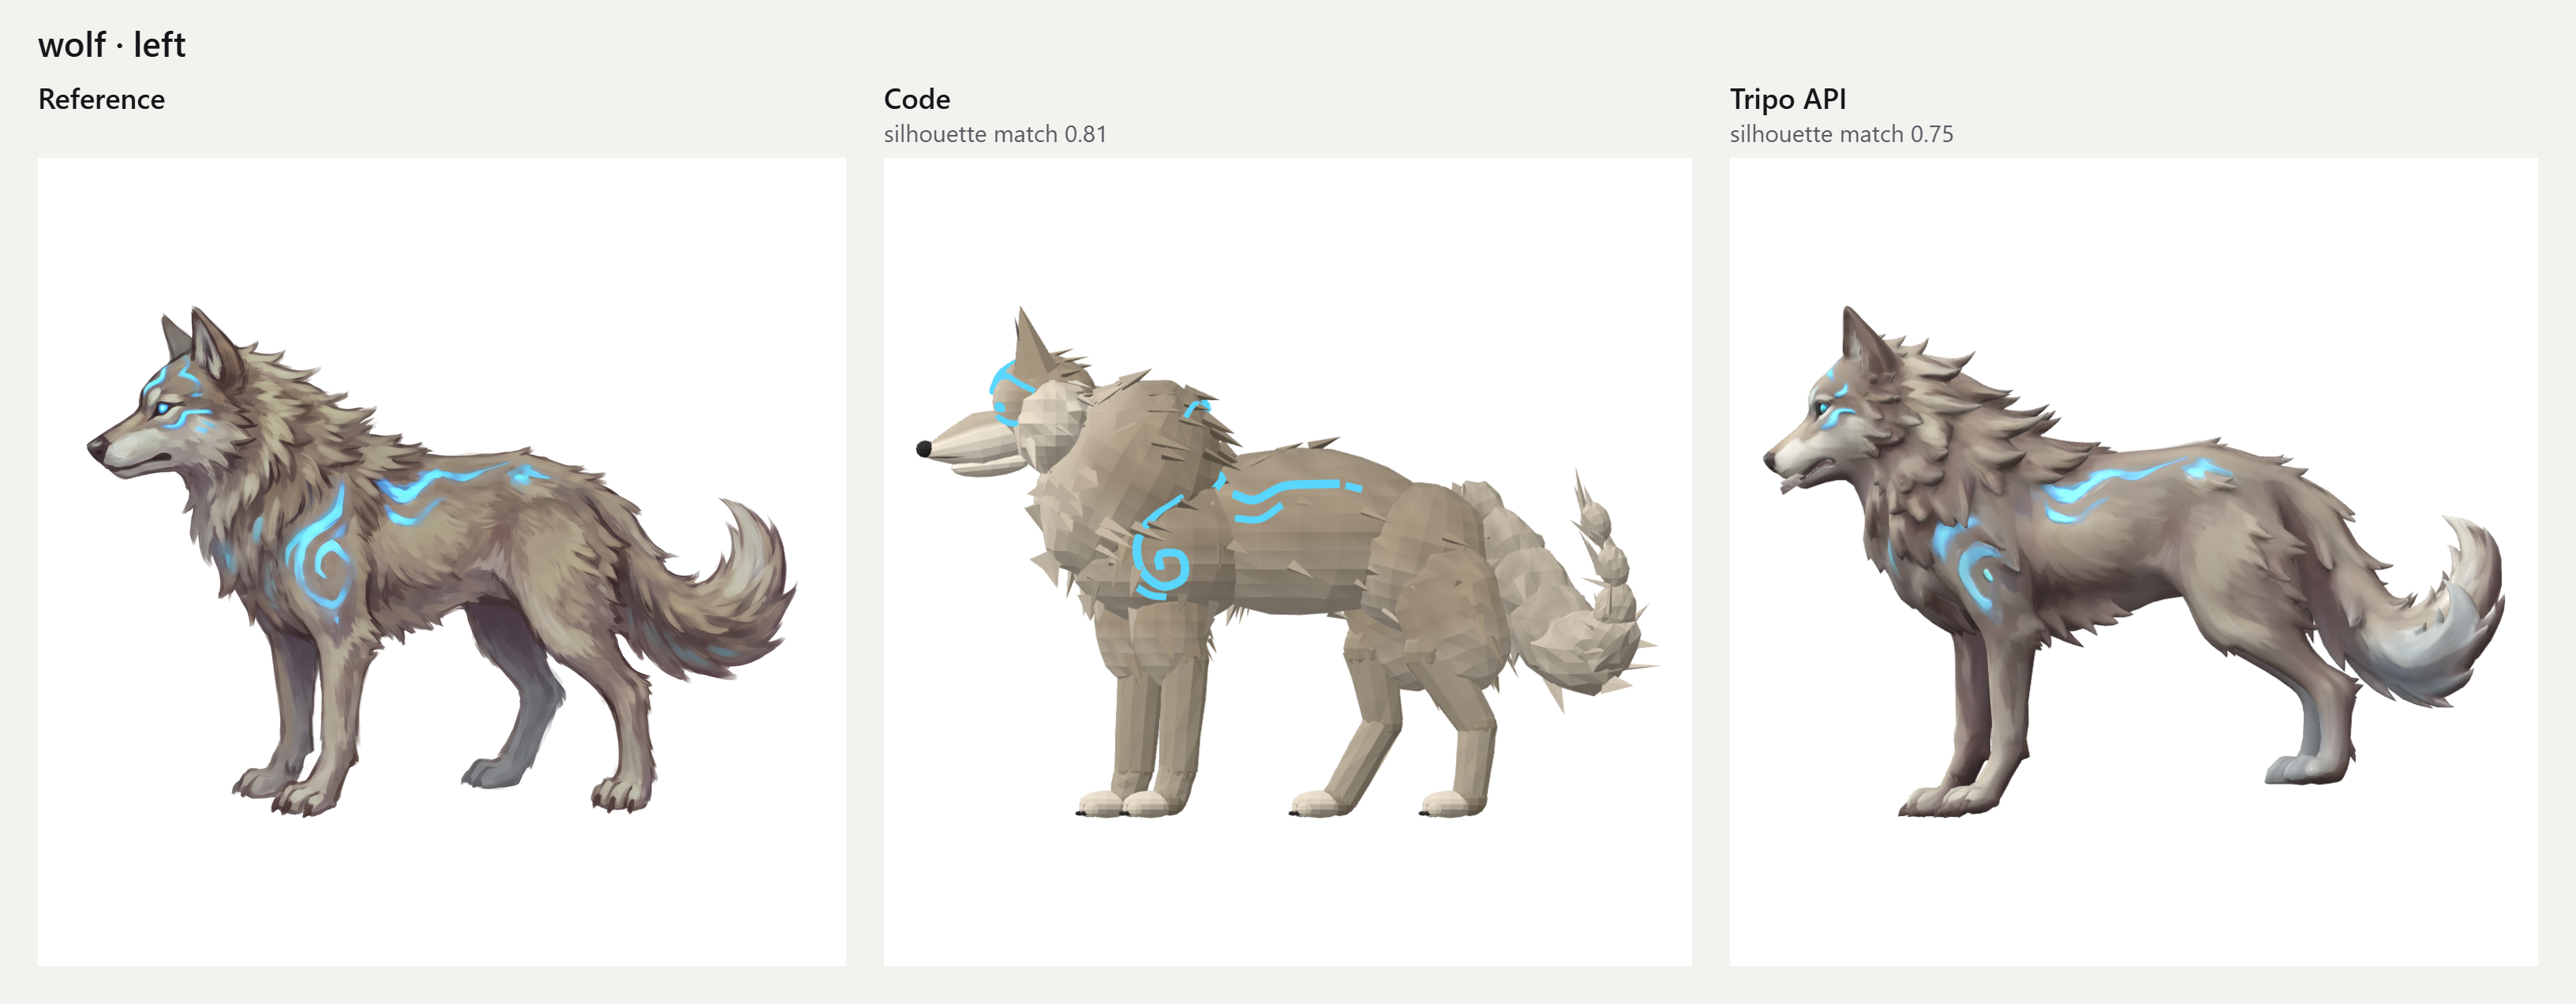 wolf · left
Reference
Code
silhouette match 0.81
Tripo API
silhouette match 0.75